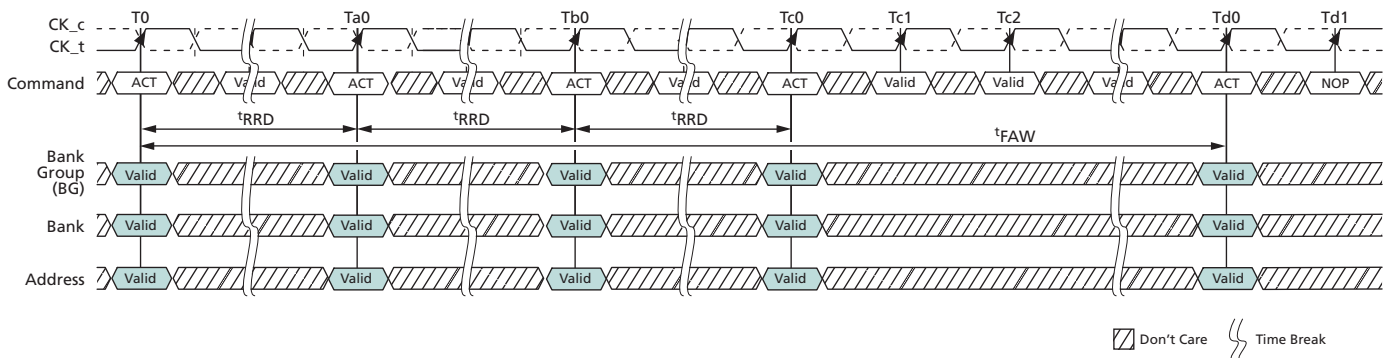 T0 Ta0 Tb0 Tc0 Tc1 Tc2 Td0 Td1
CK_c
CK_t
Command ACT Valid ACT Valid ACT Valid ACT Valid Valid Valid ACT NOP
tRRD tRRD tRRD
tFAW
Bank
Group
(BG)
Valid Valid Valid Valid Valid
Bank Valid Valid Valid Valid Valid
Address Valid Valid Valid Valid Valid
Don't Care Time Break